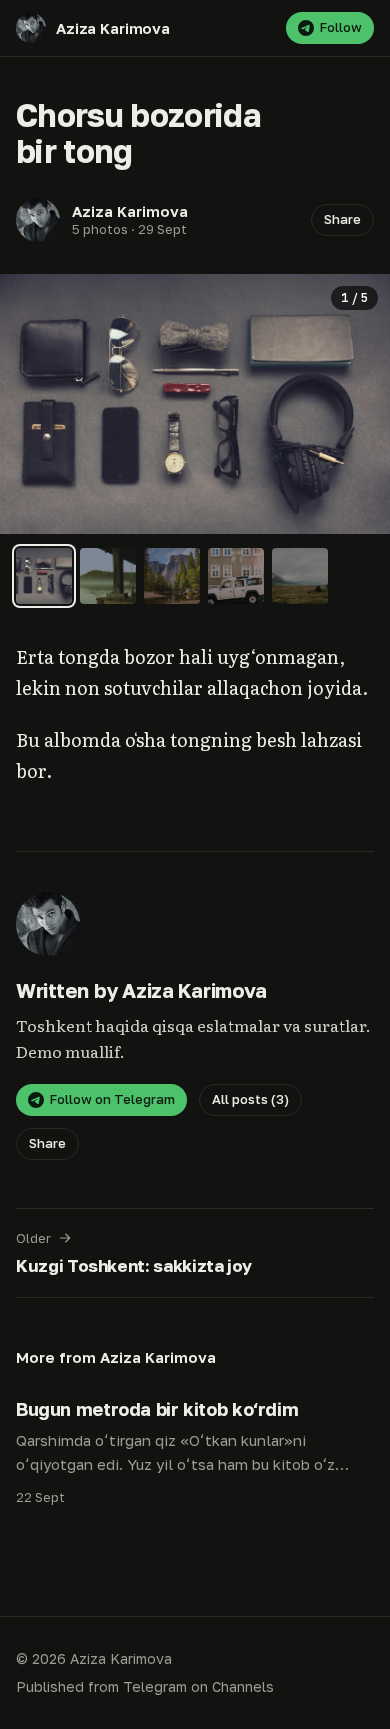 Aziza Karimova
Follow
Chorsu bozorida
bir tong
Aziza Karimova
5 photos · 29 Sept
Share
1 / 5
Erta tongda bozor hali uygʻonmagan,
lekin non sotuvchilar allaqachon joyida.
Bu albomda oʻsha tongning besh lahzasi
bor.
Written by Aziza Karimova
Toshkent haqida qisqa eslatmalar va suratlar.
Demo muallif.
Follow on Telegram
All posts (3)
Share
Older →
Kuzgi Toshkent: sakkizta joy
More from Aziza Karimova
Bugun metroda bir kitob koʻrdim
Qarshimda oʻtirgan qiz «Oʻtkan kunlar»ni
oʻqiyotgan edi. Yuz yil oʻtsa ham bu kitob oʻz…
22 Sept
© 2026 Aziza Karimova
Published from Telegram on Channels